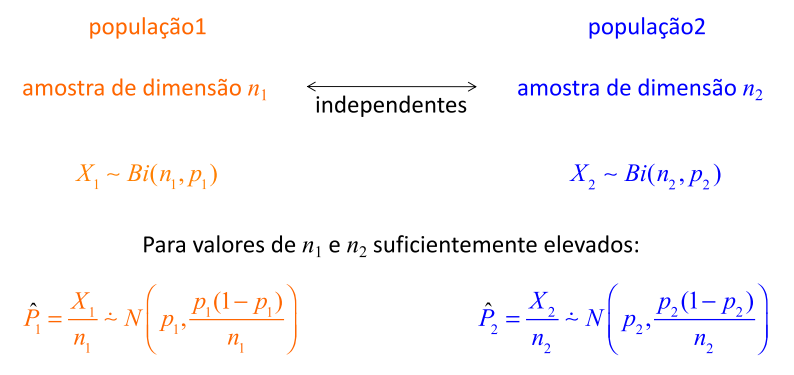 população1 população2
amostra de dimensão n₁ independentes amostra de dimensão n₂
X₁ ~ Bi(n₁, p₁) X₂ ~ Bi(n₂, p₂)
Para valores de n₁ e n₂ suficientemente elevados:
P̂₁ = X₁/n₁ ∻ N(p₁, p₁(1 − p₁)/n₁) P̂₂ = X₂/n₂ ∻ N(p₂, p₂(1 − p₂)/n₂)